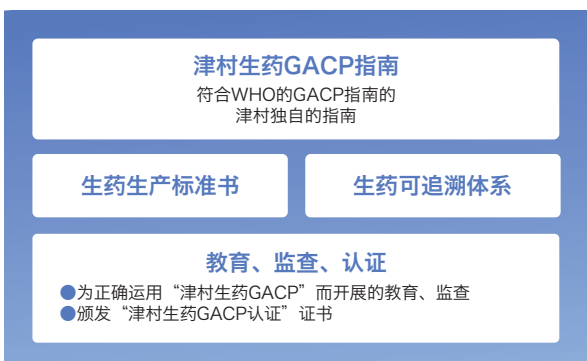 津村生药GACP指南
符合WHO的GACP指南的
津村独自的指南
生药生产标准书
生药可追溯体系
教育、监查、认证
●为正确运用“津村生药GACP”而开展的教育、监查
●颁发“津村生药GACP认证”证书